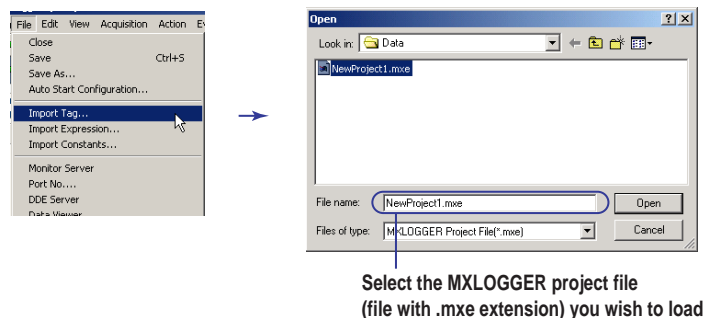 File Edit View Acquisition Action
Close
Save Ctrl+S
Save As...
Auto Start Configuration...
Import Tag...
Import Expression...
Import Constants...
Monitor Server
Port No....
DDE Server
Data Viewer
Open
Look in: Data
NewProject1.mxe
File name: NewProject1.mxe Open
Files of type: MXLOGGER Project File(*.mxe) Cancel
Select the MXLOGGER project file
(file with .mxe extension) you wish to load